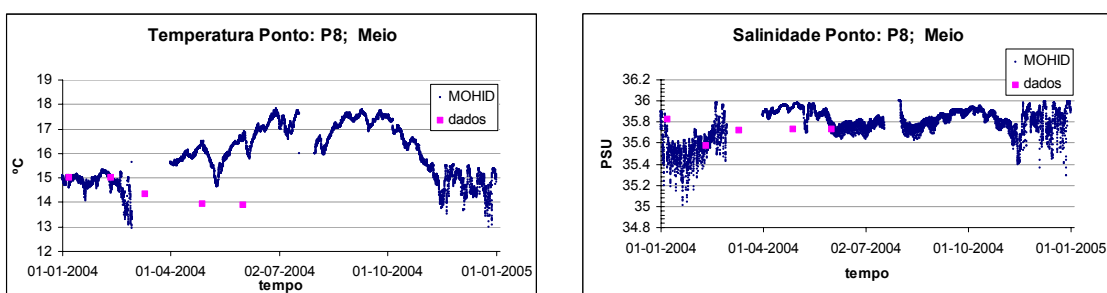 Temperatura Ponto: P8; Meio
19
18
17
16
15
14
13
12
ºC
MOHID
dados
01-01-2004 01-04-2004 02-07-2004 01-10-2004 01-01-2005
tempo
Salinidade Ponto: P8; Meio
36.2
36
35.8
35.6
35.4
35.2
35
34.8
PSU
MOHID
dados
01-01-2004 01-04-2004 02-07-2004 01-10-2004 01-01-2005
tempo